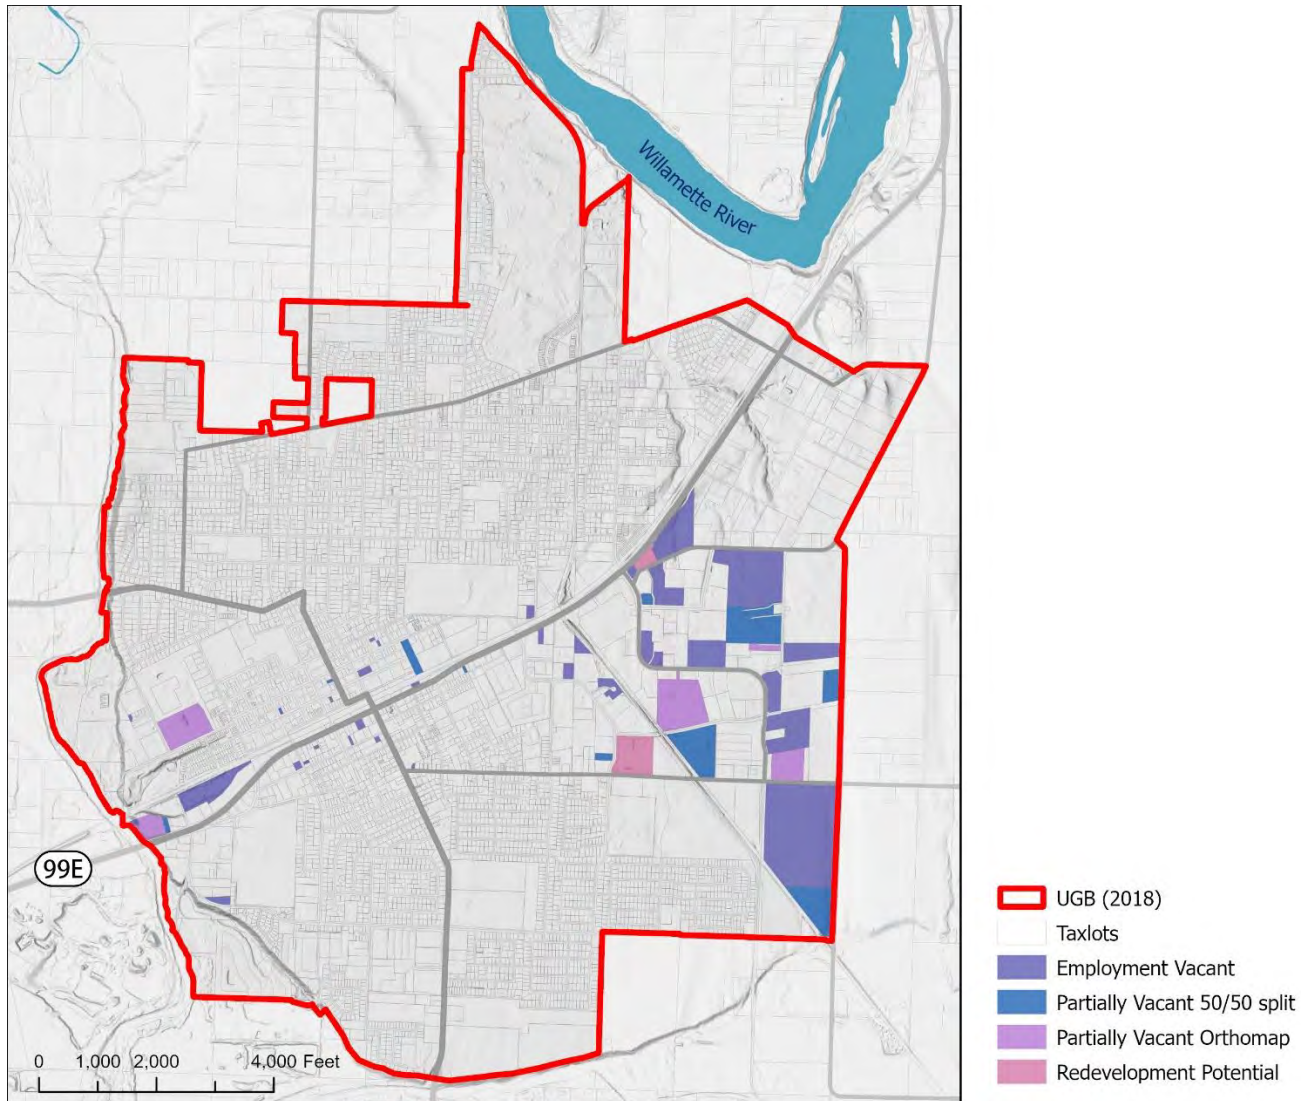 Willamette River
99E
0 1,000 2,000 4,000 Feet
UGB (2018)
Taxlots
Employment Vacant
Partially Vacant 50/50 split
Partially Vacant Orthomap
Redevelopment Potential